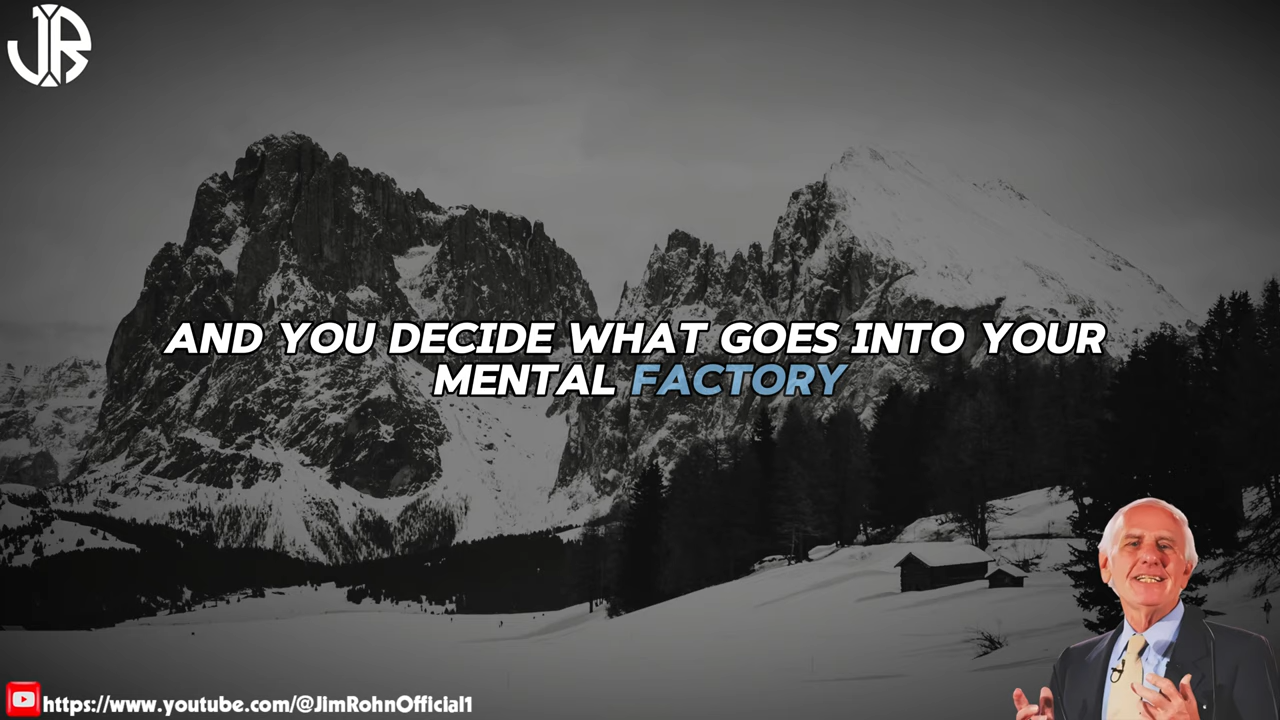 JR
AND YOU DECIDE WHAT GOES INTO YOUR
MENTAL FACTORY
https://www.youtube.com/@JimRohnOfficial1